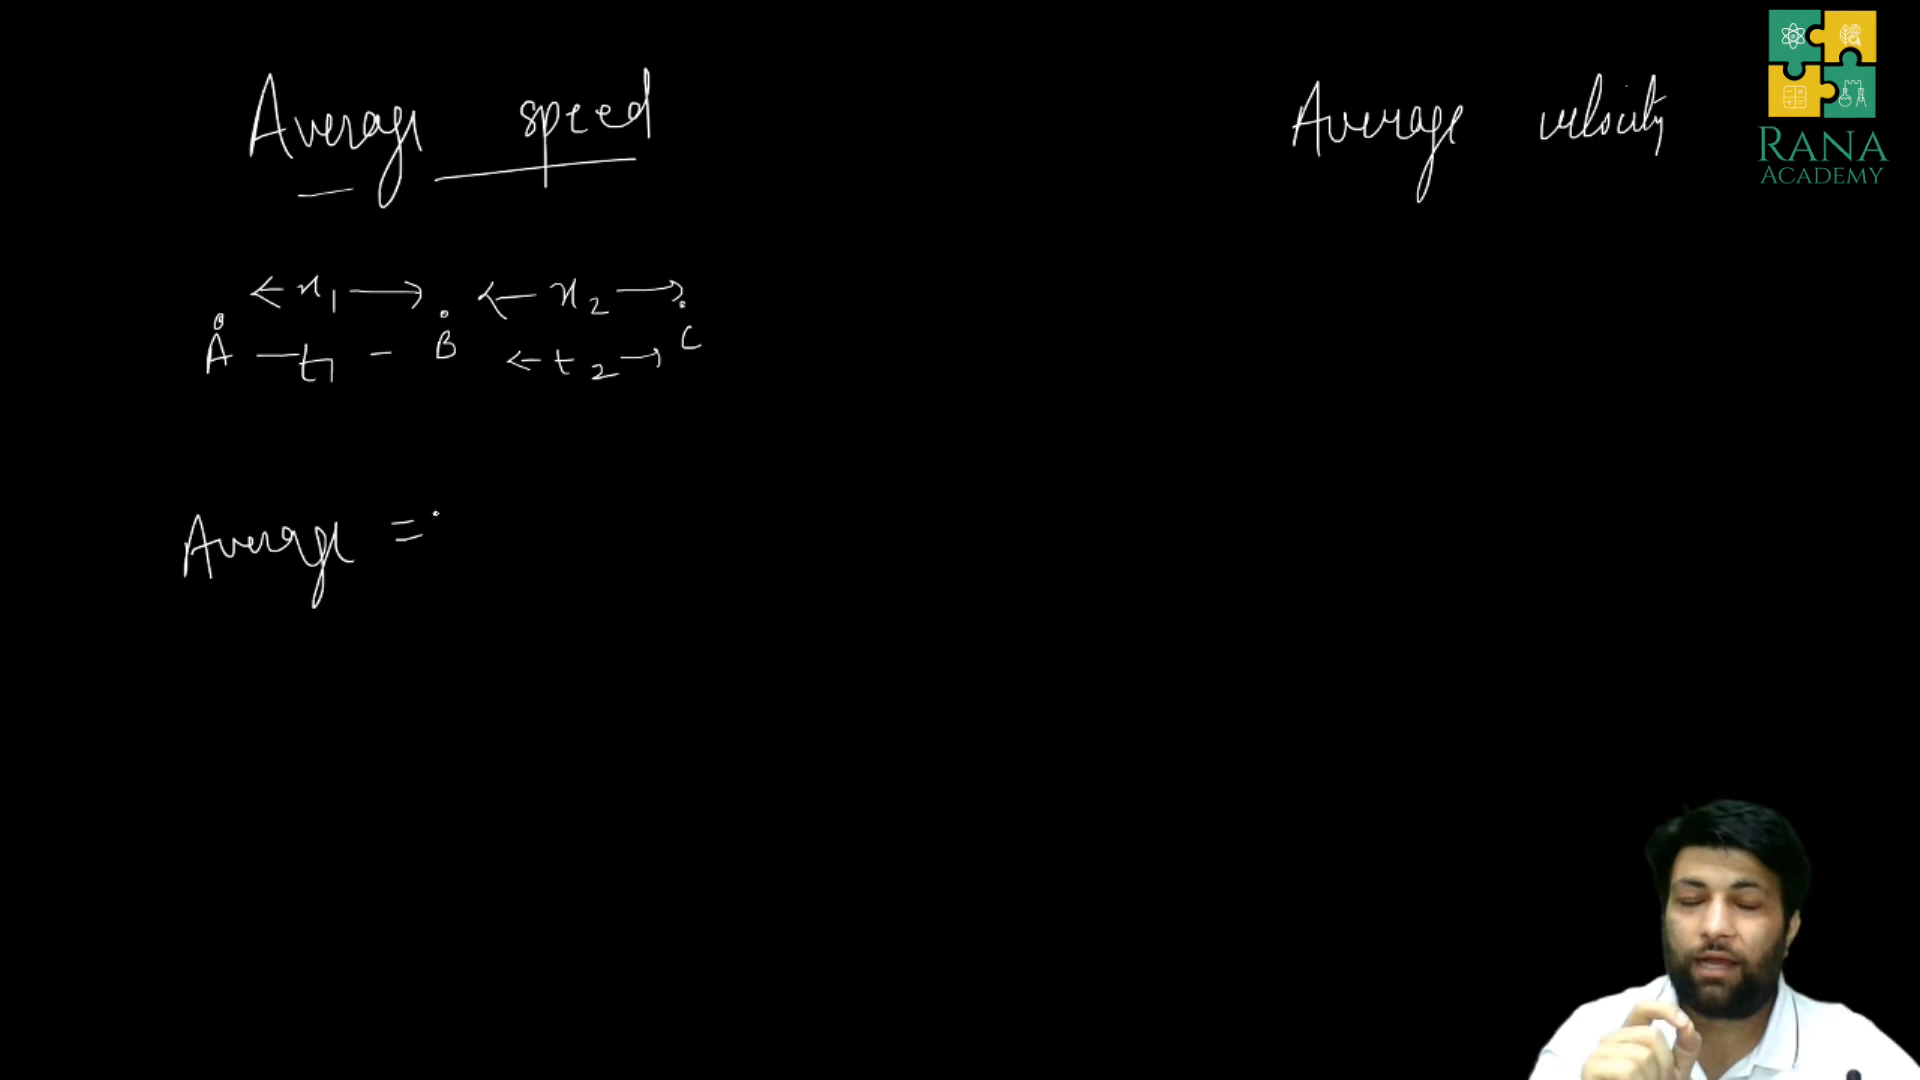 Average speed
Average velocity
RANA
ACADEMY
← x₁ → ← x₂ →
A — t₁ — B ← t₂ → C
Average =